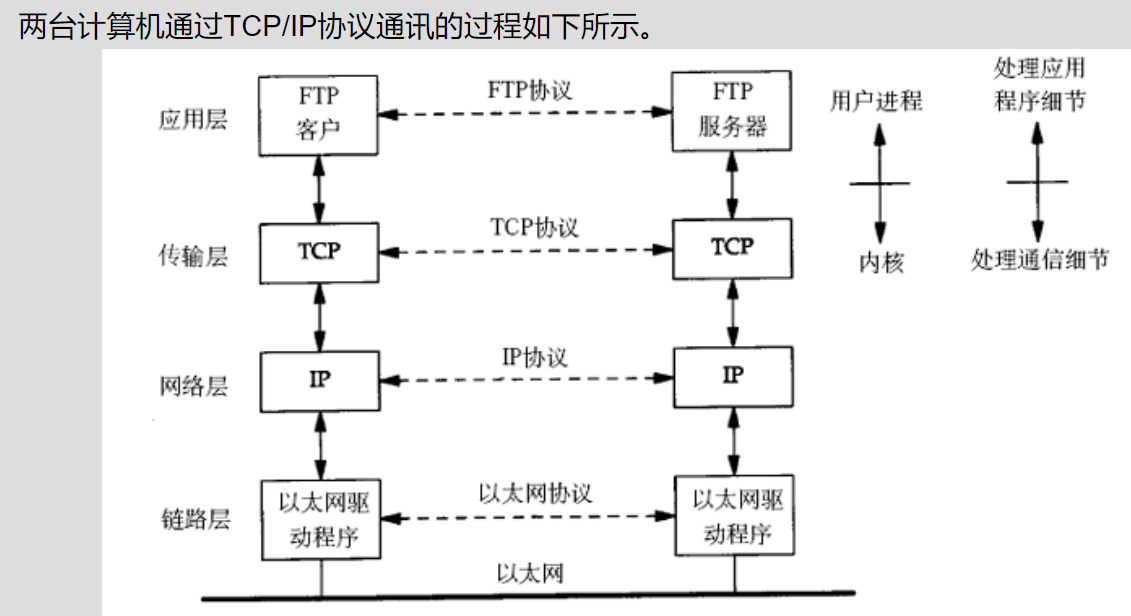 两台计算机通过TCP/IP协议通讯的过程如下所示。
应用层
FTP
客户
FTP协议
FTP
服务器
用户进程
处理应用
程序细节
传输层
TCP
TCP协议
TCP
内核
处理通信细节
网络层
IP
IP协议
IP
链路层
以太网驱
动程序
以太网协议
以太网驱
动程序
以太网